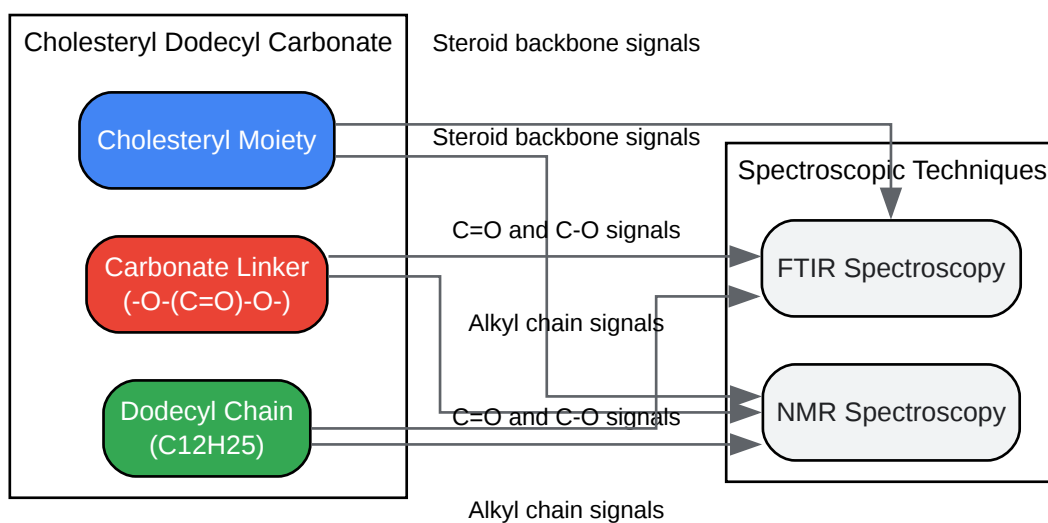 Cholesteryl Dodecyl Carbonate
Steroid backbone signals
Cholesteryl Moiety
Steroid backbone signals
Spectroscopic Techniques
C=O and C-O signals
Carbonate Linker
(-O-(C=O)-O-)
FTIR Spectroscopy
Alkyl chain signals
Dodecyl Chain
(C12H25)
C=O and C-O signals
NMR Spectroscopy
Alkyl chain signals